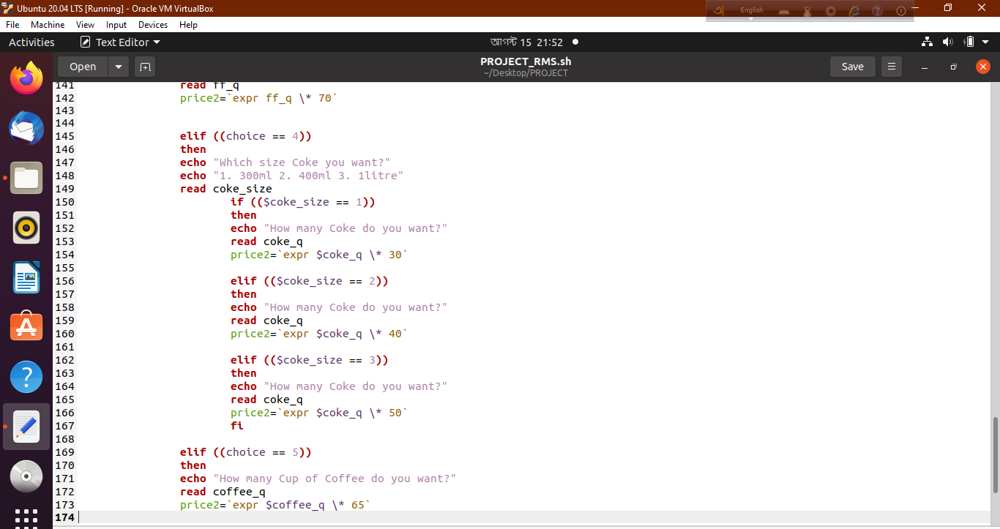 Ubuntu 20.04 LTS [Running] - Oracle VM VirtualBox
English
File Machine View Input Devices Help
Activities Text Editor আগস্ট 15 21:52
Open PROJECT_RMS.sh Save
~/Desktop/PROJECT
141 read ff_q
142 price2=`expr ff_q \* 70`
143
144
145 elif ((choice == 4))
146 then
147 echo "Which size Coke you want?"
148 echo "1. 300ml 2. 400ml 3. 1litre"
149 read coke_size
150 if (($coke_size == 1))
151 then
152 echo "How many Coke do you want?"
153 read coke_q
154 price2=`expr $coke_q \* 30`
155
156 elif (($coke_size == 2))
157 then
158 echo "How many Coke do you want?"
159 read coke_q
160 price2=`expr $coke_q \* 40`
161
162 elif (($coke_size == 3))
163 then
164 echo "How many Coke do you want?"
165 read coke_q
166 price2=`expr $coke_q \* 50`
167 fi
168
169 elif ((choice == 5))
170 then
171 echo "How many Cup of Coffee do you want?"
172 read coffee_q
173 price2=`expr $coffee_q \* 65`
174